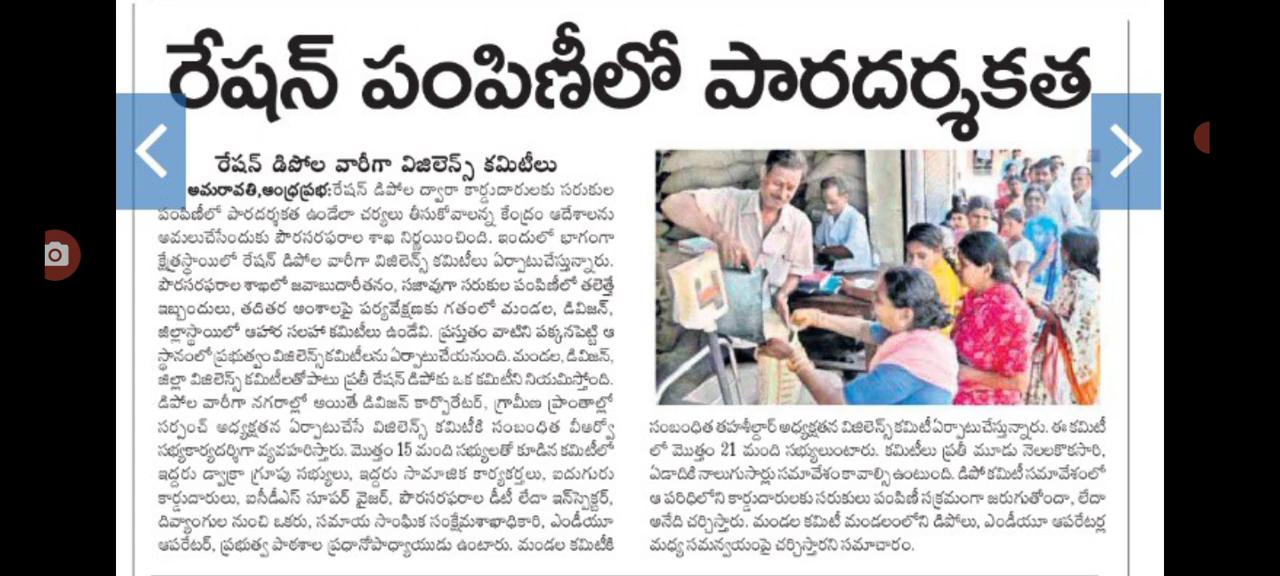 రేషన్ పంపిణీలో పారదర్శకత
రేషన్ డిపోల వారీగా విజిలెన్స్ కమిటీలు
అమరావతి,ఆంధ్రప్రభ:రేషన్ డిపోల ద్వారా కార్డుదారులకు సరుకుల
పంపిణీలో పారదర్శకత ఉండేలా చర్యలు తీసుకోవాలన్న కేంద్రం ఆదేశాలను
అమలుచేసేందుకు పౌరసరఫరాల శాఖ నిర్ణయించింది. ఇందులో భాగంగా
క్షేత్రస్థాయిలో రేషన్ డిపోల వారీగా విజిలెన్స్ కమిటీలు ఏర్పాటుచేస్తున్నారు.
పౌరసరఫరాల శాఖలో జవాబుదారీతనం, సజావుగా సరుకుల పంపిణీలో తలెత్తే
ఇబ్బందులు, తదితర అంశాలపై పర్యవేక్షణకు గతంలో మండల, డివిజన్,
జిల్లాస్థాయిలో ఆహార సలహా కమిటీలు ఉండేవి. ప్రస్తుతం వాటిని పక్కనపెట్టి ఆ
స్థానంలో ప్రభుత్వం విజిలెన్స్‌కమిటీలను ఏర్పాటుచేయనుంది. మండల, డివిజన్,
జిల్లా విజిలెన్స్ కమిటీలతోపాటు ప్రతీ రేషన్ డిపోకు ఒక కమిటీని నియమిస్తోంది.
డిపోల వారీగా నగరాల్లో అయితే డివిజన్ కార్పొరేటర్, గ్రామీణ ప్రాంతాల్లో
సర్పంచ్ అధ్యక్షతన ఏర్పాటుచేసే విజిలెన్స్ కమిటీకి సంబంధిత వీఆర్వో
సభ్యకార్యదర్శిగా వ్యవహరిస్తారు. మొత్తం 15 మంది సభ్యులతో కూడిన కమిటీలో
ఇద్దరు డ్వాక్రా గ్రూపు సభ్యులు, ఇద్దరు సామాజిక కార్యకర్తలు, ఐదుగురు
కార్డుదారులు, ఐసీడీఎస్ సూపర్ వైజర్, పౌరసరఫరాల డీటీ లేదా ఇన్‌స్పెక్టర్,
దివ్యాంగుల నుంచి ఒకరు, సమాయ సాంఘిక సంక్షేమశాఖాధికారి, ఎండీయూ
ఆపరేటర్, ప్రభుత్వ పాఠశాల ప్రధానోపాధ్యాయుడు ఉంటారు. మండల కమిటీకి
సంబంధిత తహశీల్దార్ అధ్యక్షతన విజిలెన్స్ కమిటీ ఏర్పాటుచేస్తున్నారు. ఈ కమిటీ
లో మొత్తం 21 మంది సభ్యులుంటారు. కమిటీలు ప్రతీ మూడు నెలలకొకసారి,
ఏడాదికి నాలుగుసార్లు సమావేశం కావాల్సి ఉంటుంది. డిపో కమిటీ సమావేశంలో
ఆ పరిధిలోని కార్డుదారులకు సరుకులు పంపిణీ సక్రమంగా జరుగుతోందా, లేదా
అనేది చర్చిస్తారు. మండల కమిటీ మండలంలోని డిపోలు, ఎండీయూ ఆపరేటర్ల
మధ్య సమన్వయంపై చర్చిస్తారని సమాచారం.